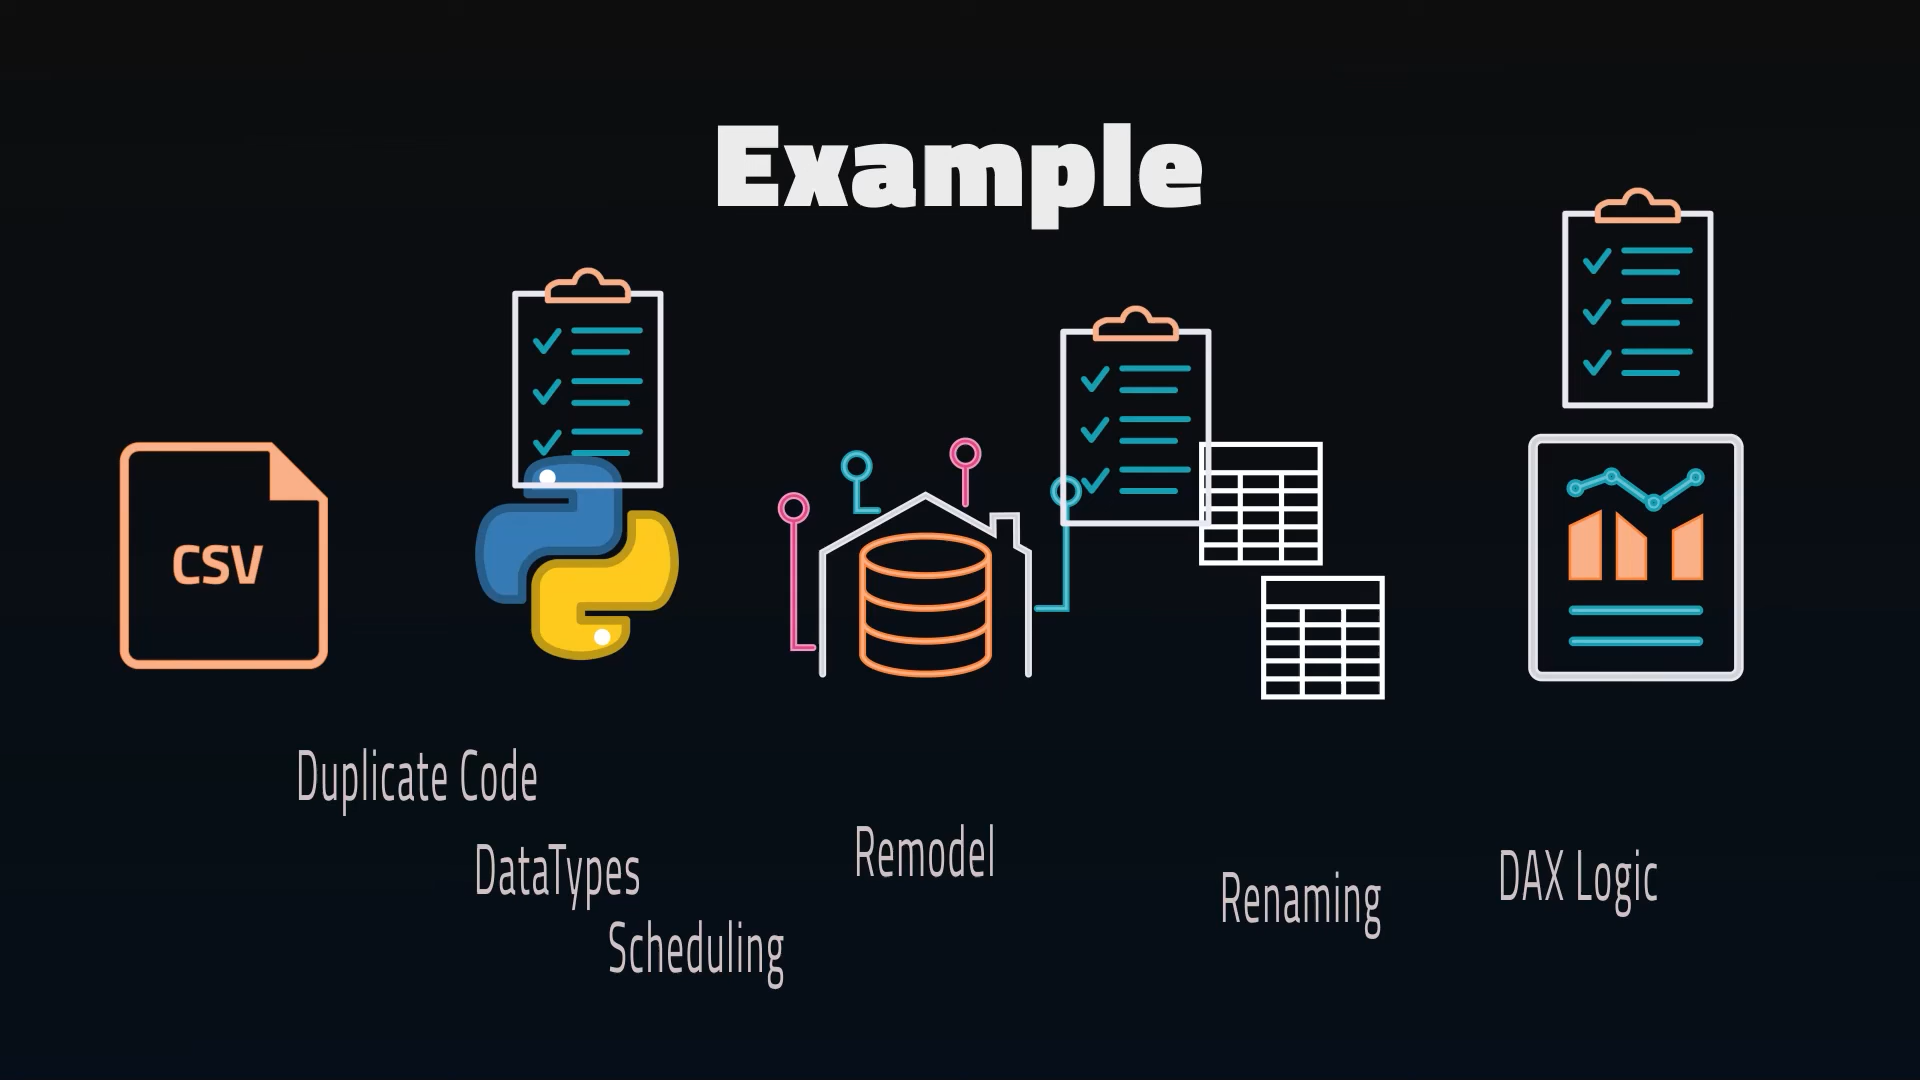 Example
CSV
Duplicate Code
DataTypes
Scheduling
Remodel
Renaming
DAX Logic